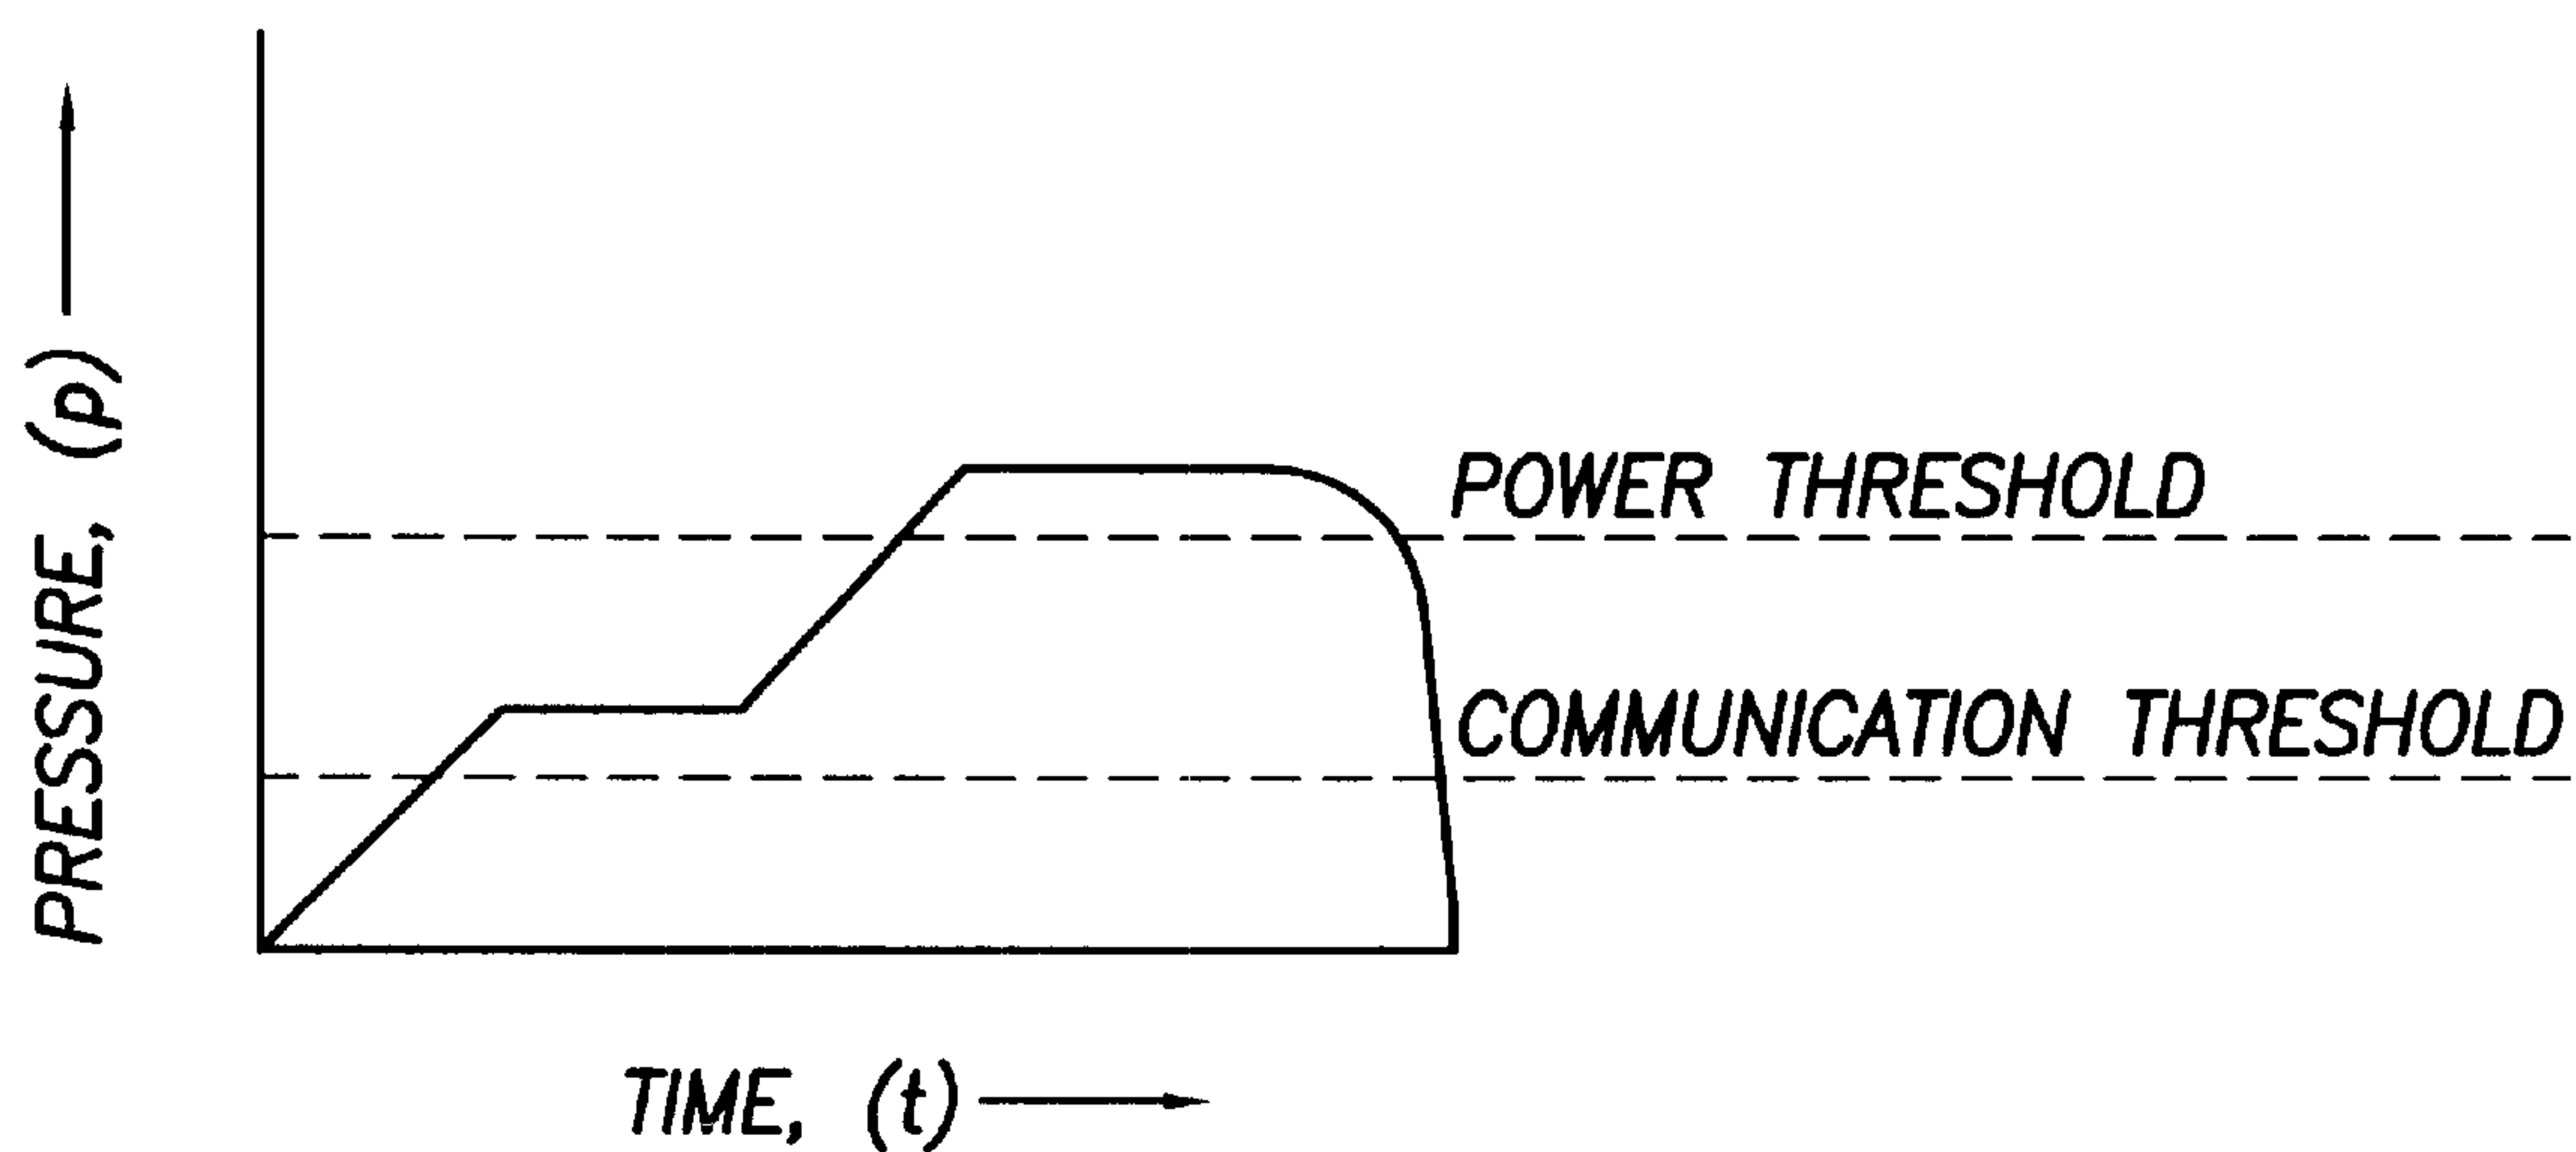 PRESSURE, (p)
POWER THRESHOLD
COMMUNICATION THRESHOLD
TIME, (t)